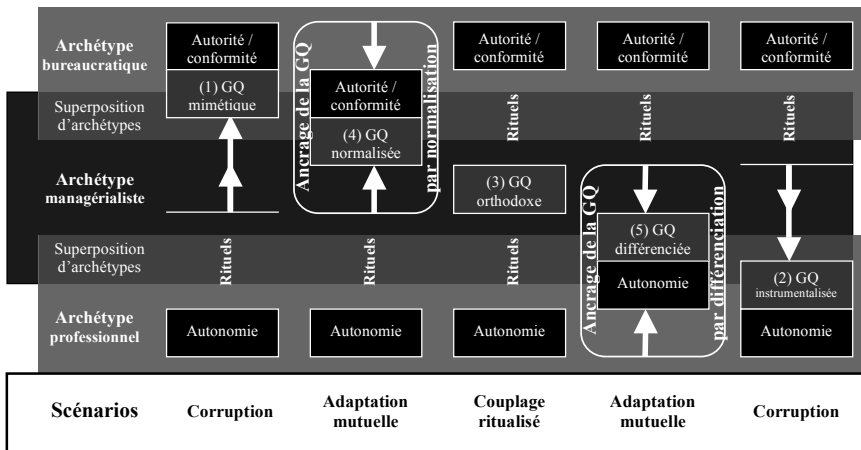 Archétype
bureaucratique
Autorité /
conformité
(1) GQ
mimétique
Autorité /
conformité
(4) GQ
normalisée
Ancrage de la GQ
par normalisation
Autorité /
conformité
Autorité /
conformité
Autorité /
conformité
Superposition
d'archétypes
Rituels
Rituels
Rituels
Archétype
managérialiste
(3) GQ
orthodoxe
Ancrage de la GQ
par différenciation
(5) GQ
différenciée
Autonomie
Superposition
d'archétypes
Rituels
Rituels
Rituels
(2) GQ
instrumentalisée
Autonomie
Archétype
professionnel
Autonomie
Autonomie
Autonomie
Scénarios
Corruption
Adaptation
mutuelle
Couplage
ritualisé
Adaptation
mutuelle
Corruption